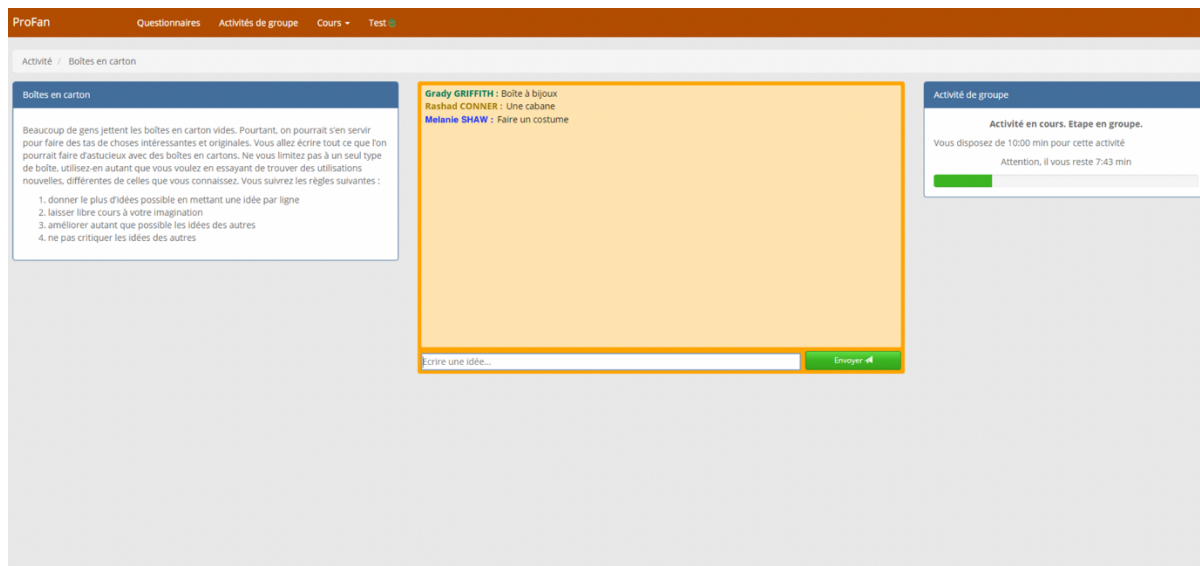 ProFan Questionnaires Activités de groupe Cours Test
Activité / Boîtes en carton
Boîtes en carton
Beaucoup de gens jettent les boîtes en carton vides. Pourtant, on pourrait s'en servir
pour faire des tas de choses intéressantes et originales. Vous allez écrire tout ce que l'on
pourrait faire d'astucieux avec des boîtes en cartons. Ne vous limitez pas à un seul type
de boîte, utilisez-en autant que vous voulez en essayant de trouver des utilisations
nouvelles, différentes de celles que vous connaissez. Vous suivrez les règles suivantes :
1. donner le plus d'idées possible en mettant une idée par ligne
2. laisser libre cours à votre imagination
3. améliorer autant que possible les idées des autres
4. ne pas critiquer les idées des autres
Grady GRIFFITH : Boîte à bijoux
Rashad CONNER : Une cabane
Melanie SHAW : Faire un costume
Ecrire une idée...
Envoyer
Activité de groupe
Activité en cours. Etape en groupe.
Vous disposez de 10:00 min pour cette activité
Attention, il vous reste 7:43 min